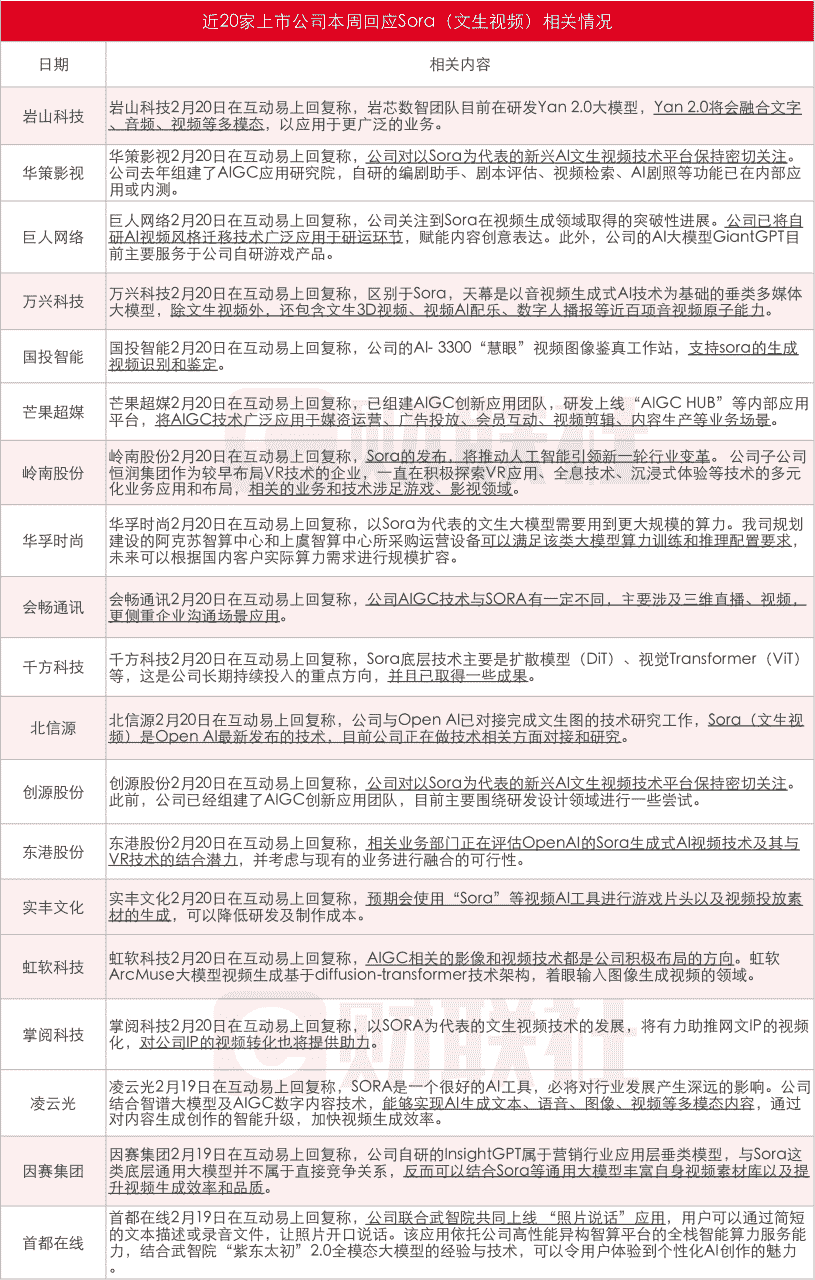 近20家上市公司本周回应Sora（文生视频）相关情况
日期
相关内容
岩山科技
岩山科技2月20日在互动易上回复称，岩芯数智团队目前在研发Yan 2.0大模型，Yan 2.0将会融合文字
、音频、视频等多模态，以应用于更广泛的业务。
华策影视
华策影视2月20日在互动易上回复称，公司对以Sora为代表的新兴AI文生视频技术平台保持密切关注。
公司去年组建了AIGC应用研究院，自研的编剧助手、剧本评估、视频检索、AI剧照等功能已在内部应
用或内测。
巨人网络
巨人网络2月20日在互动易上回复称，公司关注到Sora在视频生成领域取得的突破性进展。公司已将自
研AI视频风格迁移技术广泛应用于研运环节，赋能内容创意表达。此外，公司的AI大模型GiantGPT目
前主要服务于公司自研游戏产品。
万兴科技
万兴科技2月20日在互动易上回复称，区别于Sora，天幕是以音视频生成式AI技术为基础的垂类多媒体
大模型，除文生视频外，还包含文生3D视频、视频AI配乐、数字人播报等近百项音视频原子能力。
国投智能
国投智能2月20日在互动易上回复称，公司的AI- 3300“慧眼”视频图像鉴真工作站，支持sora的生成
视频识别和鉴定。
芒果超媒
芒果超媒2月20日在互动易上回复称，已组建AIGC创新应用团队，研发上线“AIGC HUB”等内部应用
平台，将AIGC技术广泛应用于媒资运营、广告投放、会员互动、视频剪辑、内容生产等业务场景。
岭南股份
岭南股份2月20日在互动易上回复称，Sora的发布，将推动人工智能引领新一轮行业变革。 公司子公司
恒润集团作为较早布局VR技术的企业，一直在积极探索VR应用、全息技术、沉浸式体验等技术的多元
化业务应用和布局，相关的业务和技术涉足游戏、影视领域。
华孚时尚
华孚时尚2月20日在互动易上回复称，以Sora为代表的文生大模型需要用到更大规模的算力。我司规划
建设的阿克苏智算中心和上虞智算中心所采购运营设备可以满足该类大模型算力训练和推理配置要求，
未来可以根据国内客户实际算力需求进行规模扩容。
会畅通讯
会畅通讯2月20日在互动易上回复称，公司AIGC技术与SORA有一定不同，主要涉及三维直播、视频，
更侧重企业沟通场景应用。
千方科技
千方科技2月20日在互动易上回复称，Sora底层技术主要是扩散模型（DiT）、视觉Transformer（ViT）
等，这是公司长期持续投入的重点方向，并且已取得一些成果。
北信源
北信源2月20日在互动易上回复称，公司与Open AI已对接完成文生图的技术研究工作，Sora（文生视
频）是Open AI最新发布的技术，目前公司正在做技术相关方面对接和研究。
创源股份
创源股份2月20日在互动易上回复称，公司对以Sora为代表的新兴AI文生视频技术平台保持密切关注。
此前，公司已经组建了AIGC创新应用团队，目前主要围绕研发设计领域进行一些尝试。
东港股份
东港股份2月20日在互动易上回复称，相关业务部门正在评估OpenAI的Sora生成式AI视频技术及其与
VR技术的结合潜力，并考虑与现有的业务进行融合的可行性。
实丰文化
实丰文化2月20日在互动易上回复称，预期会使用“Sora”等视频AI工具进行游戏片头以及视频投放素
材的生成，可以降低研发及制作成本。
虹软科技
虹软科技2月20日在互动易上回复称，AIGC相关的影像和视频技术都是公司积极布局的方向。虹软
ArcMuse大模型视频生成基于diffusion-transformer技术架构，着眼输入图像生成视频的领域。
掌阅科技
掌阅科技2月20日在互动易上回复称，以SORA为代表的文生视频技术的发展，将有力助推网文IP的视频
化，对公司IP的视频转化也将提供助力。
凌云光
凌云光2月19日在互动易上回复称，SORA是一个很好的AI工具，必将对行业发展产生深远的影响。公司
结合智谱大模型及AIGC数字内容技术，能够实现AI生成文本、语音、图像、视频等多模态内容，通过
对内容生成创作的智能升级，加快视频生成效率。
因赛集团
因赛集团2月19日在互动易上回复称，公司自研的InsightGPT属于营销行业应用层垂类模型，与Sora这
类底层通用大模型并不属于直接竞争关系，反而可以结合Sora等通用大模型丰富自身视频素材库以及提
升视频生成效率和品质。
首都在线
首都在线2月19日在互动易上回复称，公司联合武智院共同上线 “照片说话”应用，用户可以通过简短
的文本描述或录音文件，让照片开口说话。该应用依托公司高性能异构智算平台的全栈智能算力服务能
力，结合武智院“紫东太初”2.0全模态大模型的经验与技术，可以令用户体验到个性化AI创作的魅力
。
财联社
财联社